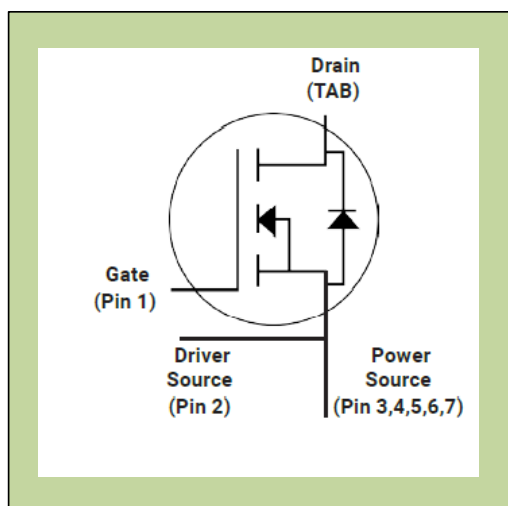 Drain
(TAB)
Gate
(Pin 1)
Driver
Source
(Pin 2)
Power
Source
(Pin 3,4,5,6,7)